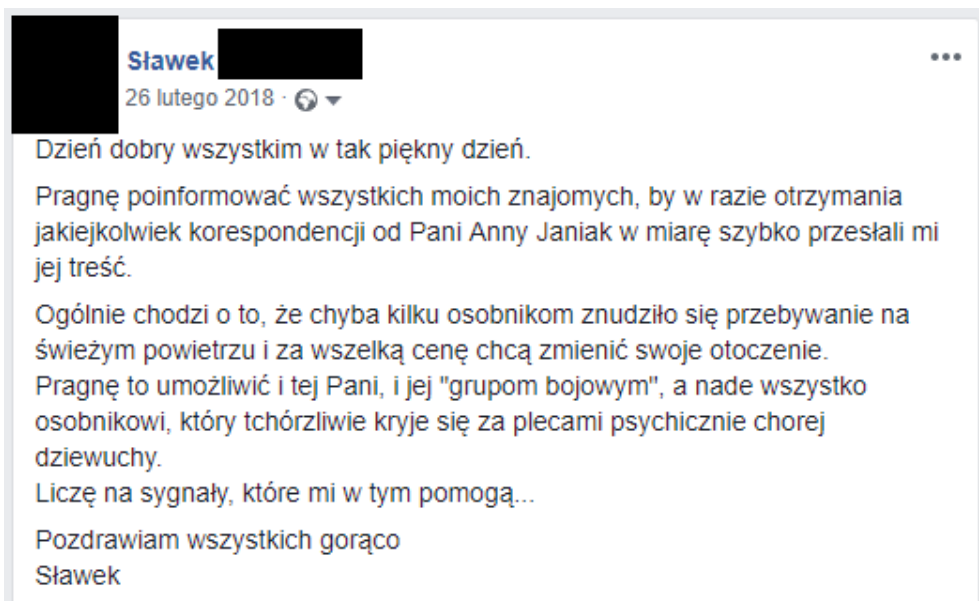 Sławek
26 lutego 2018 ·
Dzień dobry wszystkim w tak piękny dzień.
Pragnę poinformować wszystkich moich znajomych, by w razie otrzymania
jakiejkolwiek korespondencji od Pani Anny Janiak w miarę szybko przesłali mi
jej treść.
Ogólnie chodzi o to, że chyba kilku osobnikom znudziło się przebywanie na
świeżym powietrzu i za wszelką cenę chcą zmienić swoje otoczenie.
Pragnę to umożliwić i tej Pani, i jej "grupom bojowym", a nade wszystko
osobnikowi, który tchórzliwie kryje się za plecami psychicznie chorej
dziewuchy.
Liczę na sygnały, które mi w tym pomogą...
Pozdrawiam wszystkich gorąco
Sławek